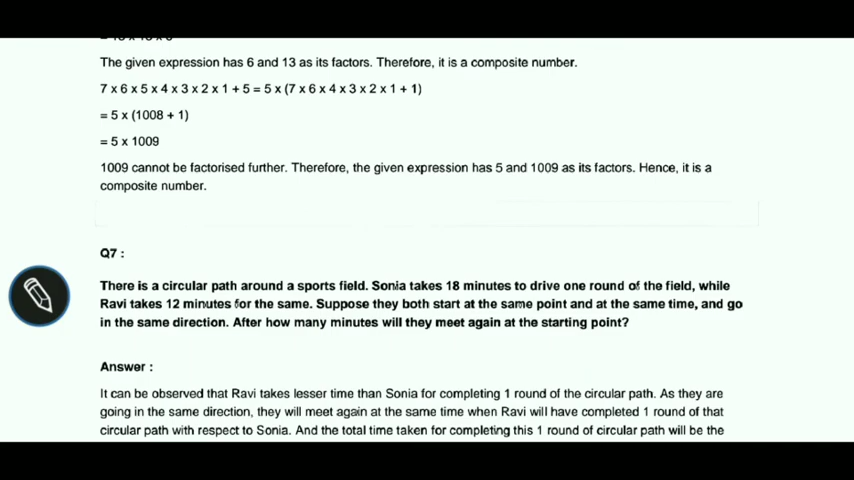 The given expression has 6 and 13 as its factors. Therefore, it is a composite number.
7 x 6 x 5 x 4 x 3 x 2 x 1 + 5 = 5 x (7 x 6 x 4 x 3 x 2 x 1 + 1)
= 5 x (1008 + 1)
= 5 x 1009
1009 cannot be factorised further. Therefore, the given expression has 5 and 1009 as its factors. Hence, it is a
composite number.
Q7 :
There is a circular path around a sports field. Sonia takes 18 minutes to drive one round of the field, while
Ravi takes 12 minutes for the same. Suppose they both start at the same point and at the same time, and go
in the same direction. After how many minutes will they meet again at the starting point?
Answer :
It can be observed that Ravi takes lesser time than Sonia for completing 1 round of the circular path. As they are
going in the same direction, they will meet again at the same time when Ravi will have completed 1 round of that
circular path with respect to Sonia. And the total time taken for completing this 1 round of circular path will be the